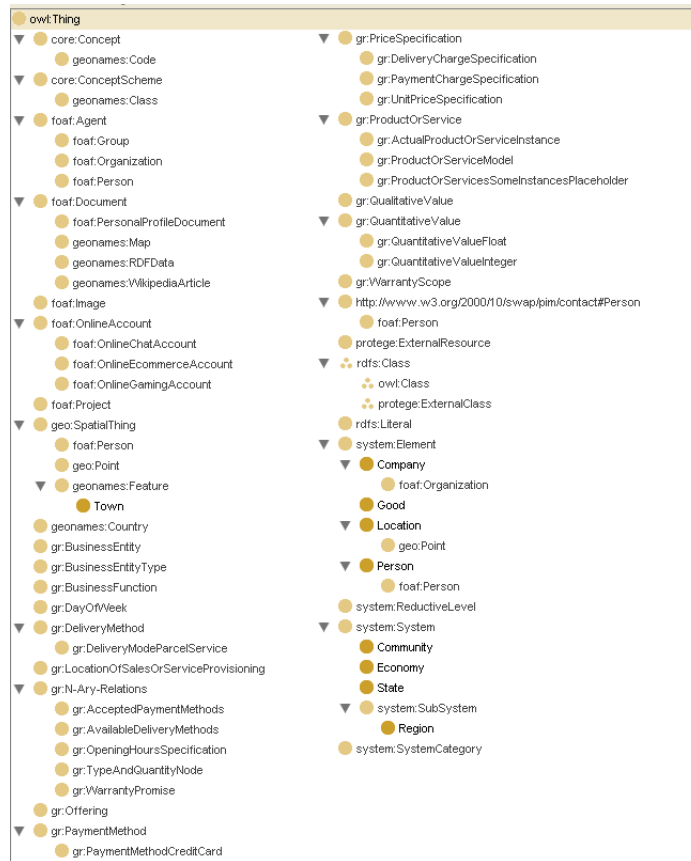 owl:Thing
core:Concept
geonames:Code
core:ConceptScheme
geonames:Class
foaf:Agent
foaf:Group
foaf:Organization
foaf:Person
foaf:Document
foaf:PersonalProfileDocument
geonames:Map
geonames:RDFData
geonames:WikipediaArticle
foaf:Image
foaf:OnlineAccount
foaf:OnlineChatAccount
foaf:OnlineEcommerceAccount
foaf:OnlineGamingAccount
foaf:Project
geo:SpatialThing
foaf:Person
geo:Point
geonames:Feature
Town
geonames:Country
gr:BusinessEntity
gr:BusinessEntityType
gr:BusinessFunction
gr:DayOfWeek
gr:DeliveryMethod
gr:DeliveryModeParcelService
gr:LocationOfSalesOrServiceProvisioning
gr:N-Ary-Relations
gr:AcceptedPaymentMethods
gr:AvailableDeliveryMethods
gr:OpeningHoursSpecification
gr:TypeAndQuantityNode
gr:WarrantyPromise
gr:Offering
gr:PaymentMethod
gr:PaymentMethodCreditCard
gr:PriceSpecification
gr:DeliveryChargeSpecification
gr:PaymentChargeSpecification
gr:UnitPriceSpecification
gr:ProductOrService
gr:ActualProductOrServiceInstance
gr:ProductOrServiceModel
gr:ProductOrServicesSomeInstancesPlaceholder
gr:QualitativeValue
gr:QuantitativeValue
gr:QuantitativeValueFloat
gr:QuantitativeValueInteger
gr:WarrantyScope
http://www.w3.org/2000/10/swap/pim/contact#Person
foaf:Person
protege:ExternalResource
rdfs:Class
owl:Class
protege:ExternalClass
rdfs:Literal
system:Element
Company
foaf:Organization
Good
Location
geo:Point
Person
foaf:Person
system:ReductiveLevel
system:System
Community
Economy
State
system:SubSystem
Region
system:SystemCategory